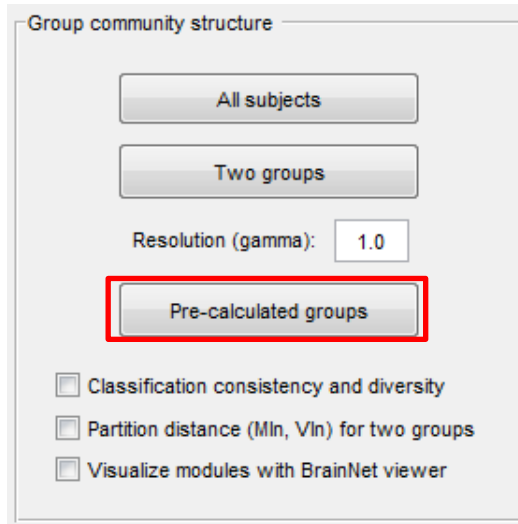 Group community structure
All subjects
Two groups
Resolution (gamma): 1.0
Pre-calculated groups
Classification consistency and diversity
Partition distance (MIn, VIn) for two groups
Visualize modules with BrainNet viewer